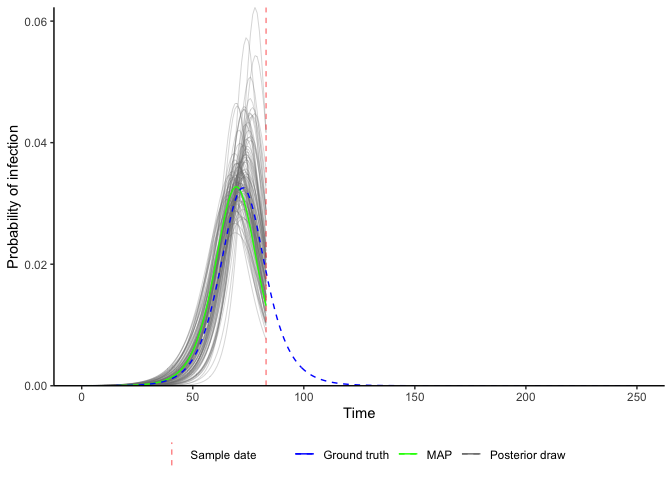 0.06
0.04
0.02
0.00
Probability of infection
0 50 100 150 200 250
Time
Sample date Ground truth MAP Posterior draw